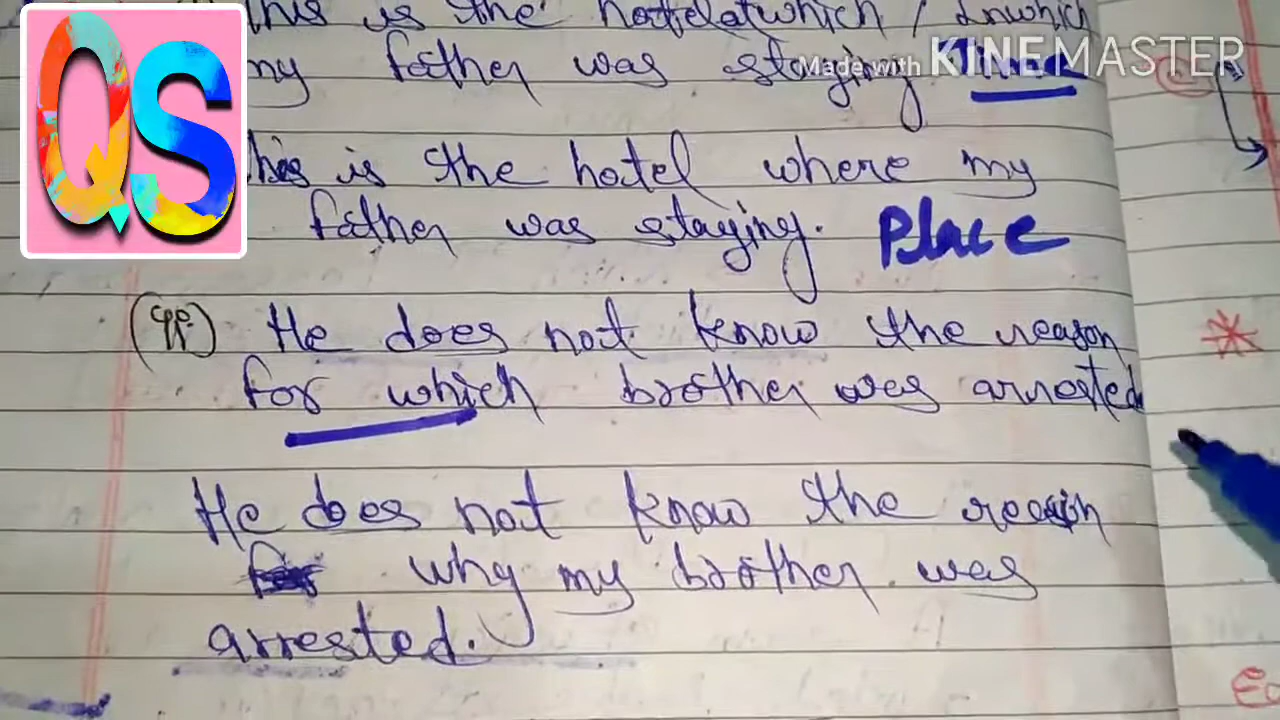 QS
This is the hotel at which / In which
my father was staying.
Made with KINEMASTER
This is the hotel where my
father was staying. Place
He does not know the reason
for which brother was arrested
He does not know the reason
why my brother was
arrested.